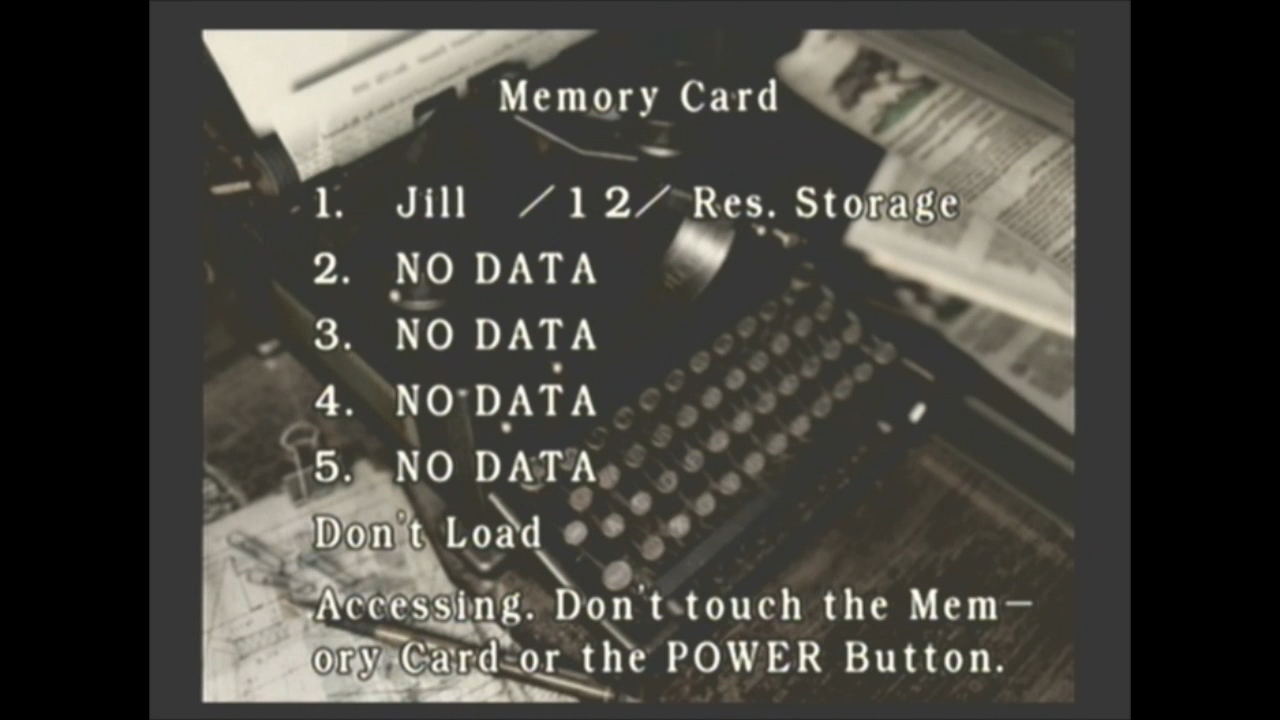 Memory Card
1. Jill /12/ Res. Storage
2. NO DATA
3. NO DATA
4. NO DATA
5. NO DATA
Don't Load
Accessing. Don't touch the Mem-
ory Card or the POWER Button.